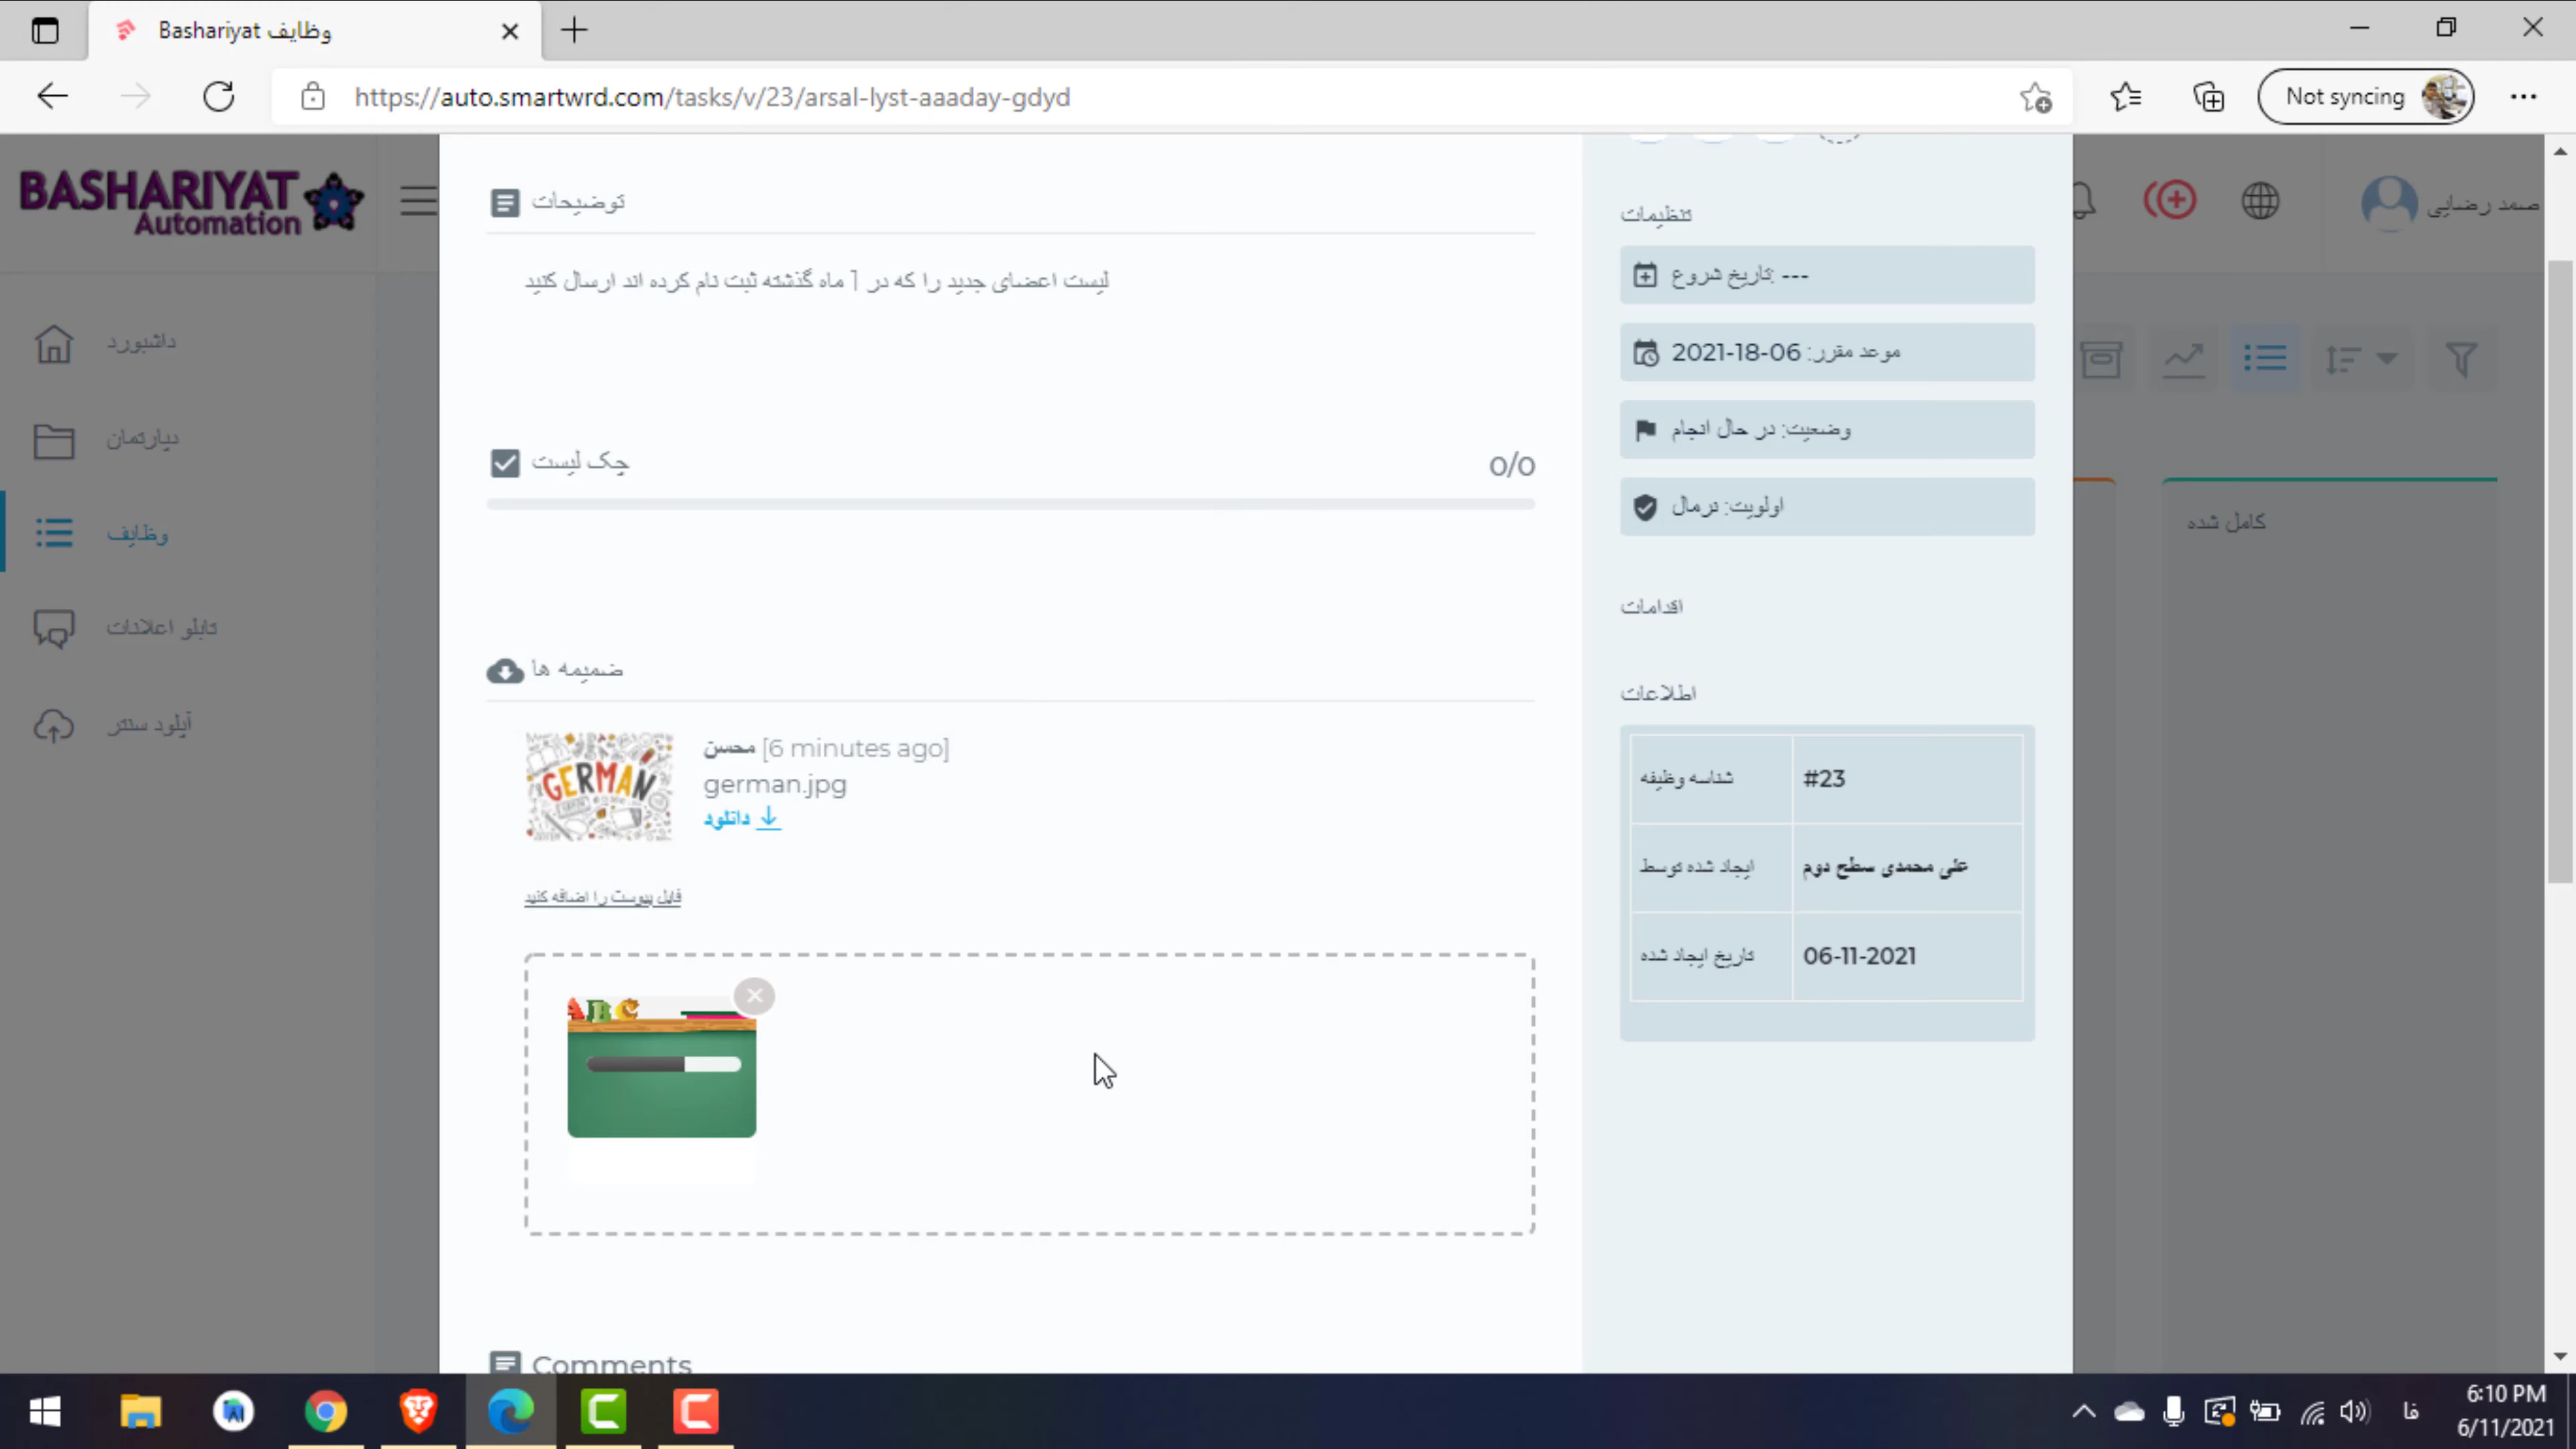 Bashariyat وظایف
https://auto.smartwrd.com/tasks/v/23/arsal-lyst-aaaday-gdyd
Not syncing
BASHARIYAT
Automation
صمد رضایی
داشبورد
دپارتمان
وظایف
تابلو اعلانات
آپلود سنتر
توضیحات
لیست اعضای جدید را که در 1 ماه گذشته ثبت نام کرده اند ارسال کنید
چک لیست
0/0
ضمیمه ها
محسن [6 minutes ago]
german.jpg
دانلود
GERMAN
فایل پیوست را اضافه کنید
ABC
Comments
تنظیمات
تاریخ شروع: ---
موعد مقرر: 2021-18-06
وضعیت: در حال انجام
اولویت: نرمال
اقدامات
اطلاعات
شناسه وظیفه #23
ایجاد شده توسط علی محمدی سطح دوم
تاریخ ایجاد شده 06-11-2021
کامل شده
فا
6:10 PM
6/11/2021